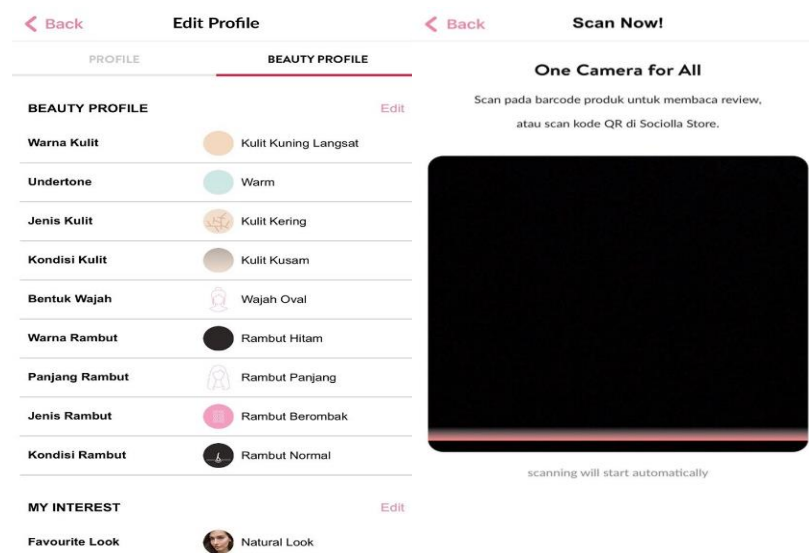 Back
Edit Profile
PROFILE
BEAUTY PROFILE
BEAUTY PROFILE
Edit
Warna Kulit Kulit Kuning Langsat
Undertone Warm
Jenis Kulit Kulit Kering
Kondisi Kulit Kulit Kusam
Bentuk Wajah Wajah Oval
Warna Rambut Rambut Hitam
Panjang Rambut Rambut Panjang
Jenis Rambut Rambut Berombak
Kondisi Rambut Rambut Normal
MY INTEREST
Edit
Favourite Look Natural Look
Back
Scan Now!
One Camera for All
Scan pada barcode produk untuk membaca review,
atau scan kode QR di Sociolla Store.
scanning will start automatically